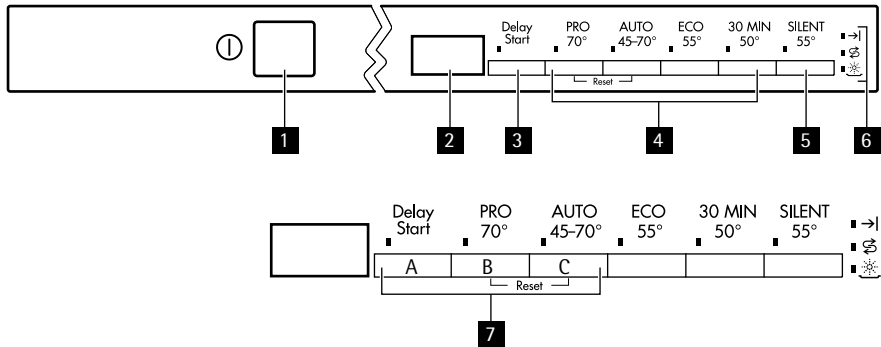 Delay Start PRO 70° AUTO 45–70° ECO 55° 30 MIN 50° SILENT 55°
Reset
1 2 3 4 5 6
Delay Start PRO 70° AUTO 45–70° ECO 55° 30 MIN 50° SILENT 55°
A B C
Reset
7